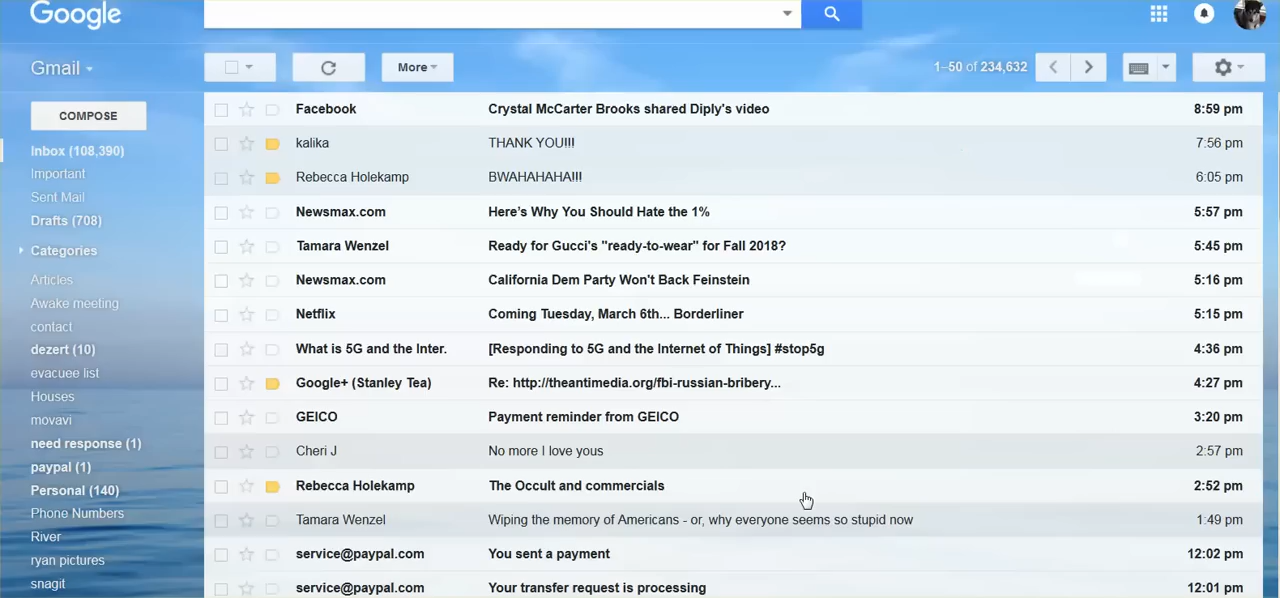 Google
Gmail
More
1–50 of 234,632
COMPOSE
Inbox (108,390)
Important
Sent Mail
Drafts (708)
Categories
Articles
Awake meeting
contact
dezert (10)
evacuee list
Houses
movavi
need response (1)
paypal (1)
Personal (140)
Phone Numbers
River
ryan pictures
snagit
Facebook Crystal McCarter Brooks shared Diply's video 8:59 pm
kalika THANK YOU!!! 7:56 pm
Rebecca Holekamp BWAHAHAHA!!! 6:05 pm
Newsmax.com Here's Why You Should Hate the 1% 5:57 pm
Tamara Wenzel Ready for Gucci's "ready-to-wear" for Fall 2018? 5:45 pm
Newsmax.com California Dem Party Won't Back Feinstein 5:16 pm
Netflix Coming Tuesday, March 6th... Borderliner 5:15 pm
What is 5G and the Inter. [Responding to 5G and the Internet of Things] #stop5g 4:36 pm
Google+ (Stanley Tea) Re: http://theantimedia.org/fbi-russian-bribery... 4:27 pm
GEICO Payment reminder from GEICO 3:20 pm
Cheri J No more I love yous 2:57 pm
Rebecca Holekamp The Occult and commercials 2:52 pm
Tamara Wenzel Wiping the memory of Americans - or, why everyone seems so stupid now 1:49 pm
service@paypal.com You sent a payment 12:02 pm
service@paypal.com Your transfer request is processing 12:01 pm